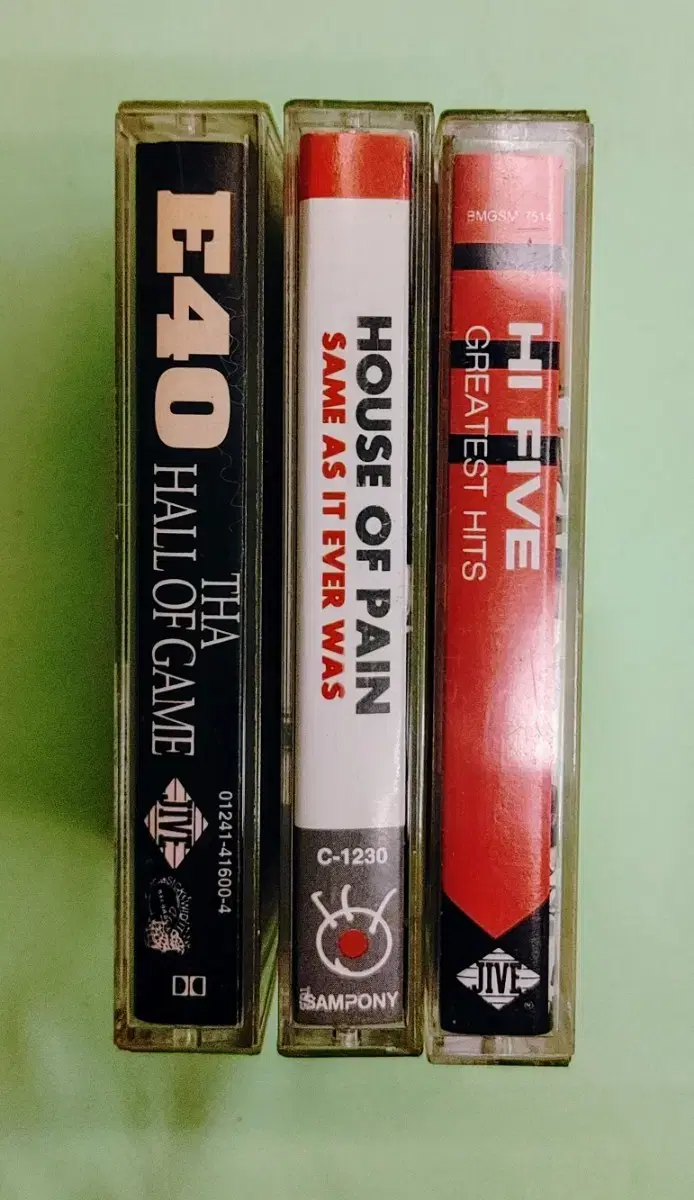 E40
THA
HALL OF GAME
JIVE
01241-41600-4
HOUSE OF PAIN
SAME AS IT EVER WAS
C-1230
SAMPONY
BMGSM 7514
HI FIVE
GREATEST HITS
JIVE